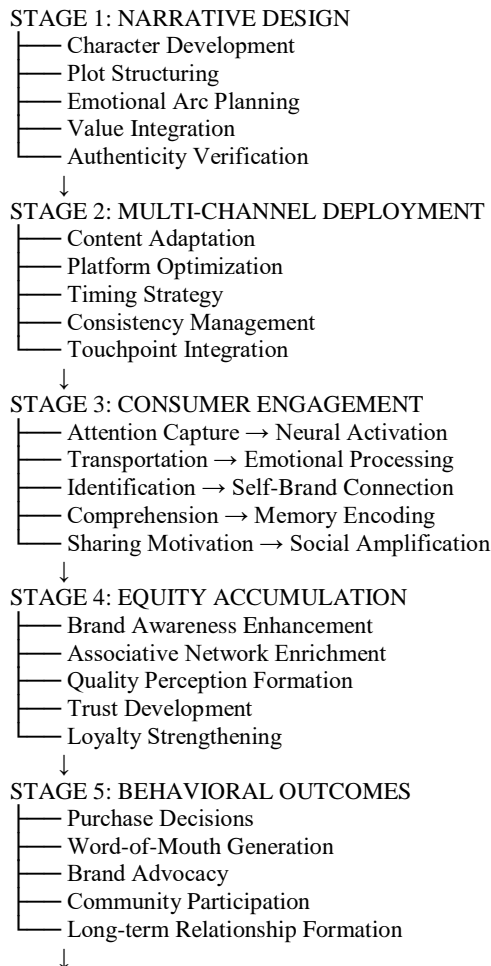 STAGE 1: NARRATIVE DESIGN
├── Character Development
├── Plot Structuring
├── Emotional Arc Planning
├── Value Integration
└── Authenticity Verification
↓
STAGE 2: MULTI-CHANNEL DEPLOYMENT
├── Content Adaptation
├── Platform Optimization
├── Timing Strategy
├── Consistency Management
└── Touchpoint Integration
↓
STAGE 3: CONSUMER ENGAGEMENT
├── Attention Capture → Neural Activation
├── Transportation → Emotional Processing
├── Identification → Self-Brand Connection
├── Comprehension → Memory Encoding
└── Sharing Motivation → Social Amplification
↓
STAGE 4: EQUITY ACCUMULATION
├── Brand Awareness Enhancement
├── Associative Network Enrichment
├── Quality Perception Formation
├── Trust Development
└── Loyalty Strengthening
↓
STAGE 5: BEHAVIORAL OUTCOMES
├── Purchase Decisions
├── Word-of-Mouth Generation
├── Brand Advocacy
├── Community Participation
└── Long-term Relationship Formation
↓